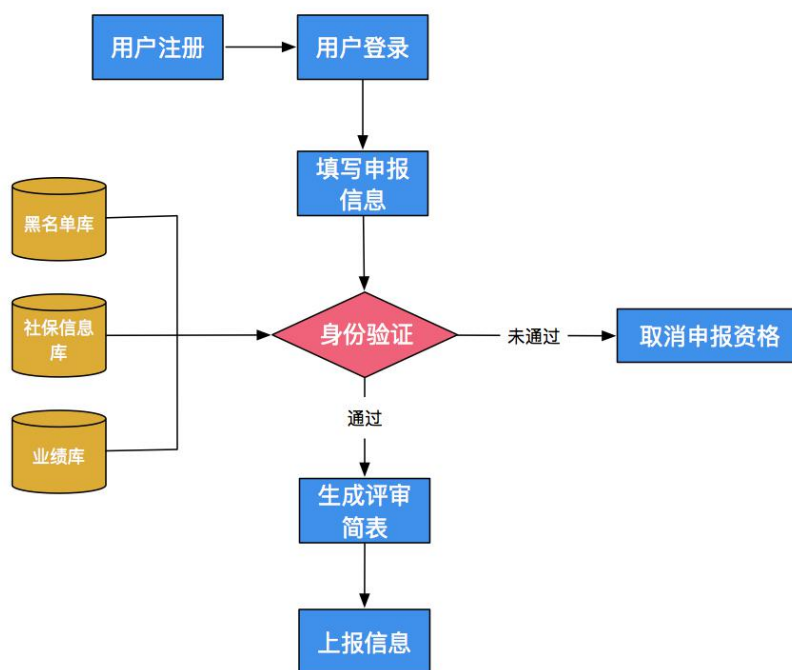 用户注册
用户登录
填写申报
信息
黑名单库
社保信息
库
身份验证
未通过
取消申报资格
通过
业绩库
生成评审
简表
上报信息